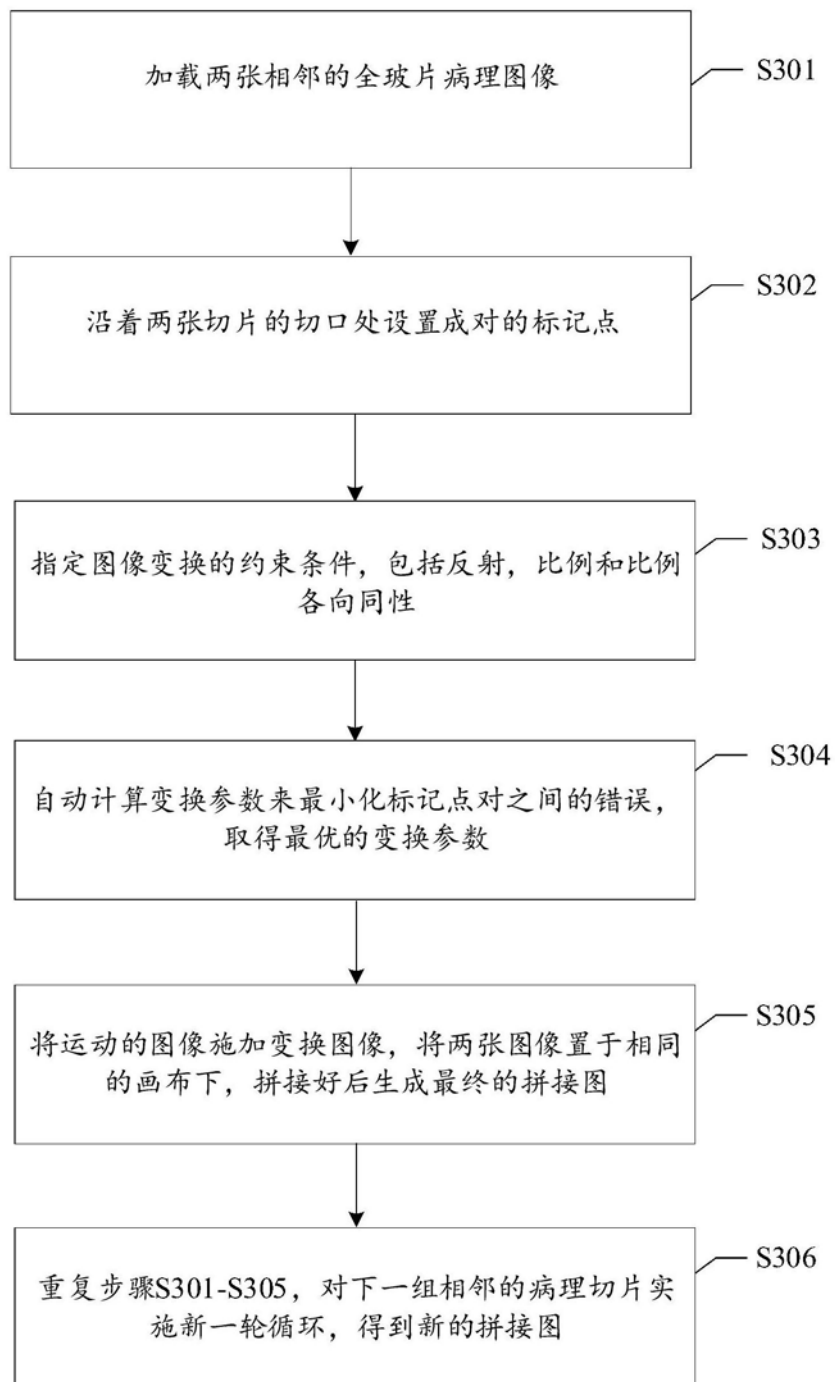 加载两张相邻的全玻片病理图像
S301
沿着两张切片的切口处设置成对的标记点
S302
指定图像变换的约束条件，包括反射，比例和比例
各向同性
S303
自动计算变换参数来最小化标记点对之间的错误，
取得最优的变换参数
S304
将运动的图像施加变换图像，将两张图像置于相同
的画布下，拼接好后生成最终的拼接图
S305
重复步骤S301-S305，对下一组相邻的病理切片实
施新一轮循环，得到新的拼接图
S306